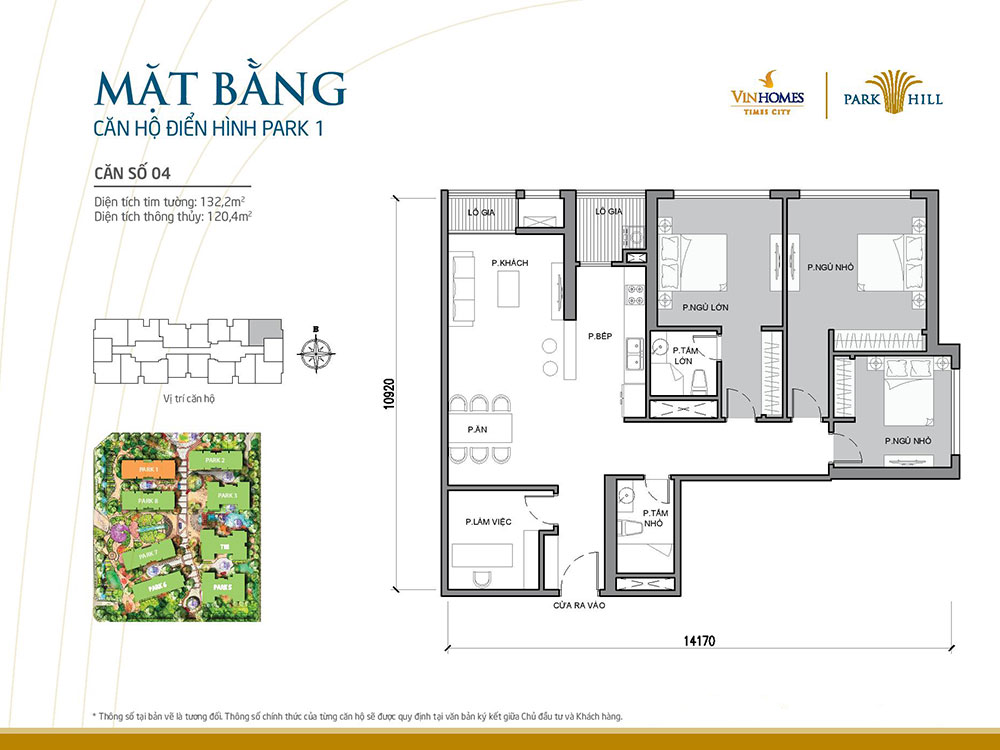 MẶT BẰNG
CĂN HỘ ĐIỂN HÌNH PARK 1
VINHOMES
TIMES CITY
PARK HILL
CĂN SỐ 04
Diện tích tim tường: 132,2m²
Diện tích thông thủy: 120,4m²
B
Vị trí căn hộ
PARK 1
PARK 2
PARK 8
PARK 3
PARK 7
T18
PARK 6
PARK 5
LÔ GIA
LÔ GIA
P.KHÁCH
P.NGỦ NHỎ
P.NGỦ LỚN
P.BẾP
P.TẮM
LỚN
P.ĂN
P.NGỦ NHỎ
P.LÀM VIỆC
P.TẮM
NHỎ
CỬA RA VÀO
10920
14170
* Thông số tại bản vẽ là tương đối. Thông số chính thức của từng căn hộ sẽ được quy định tại văn bản ký kết giữa Chủ đầu tư và Khách hàng.